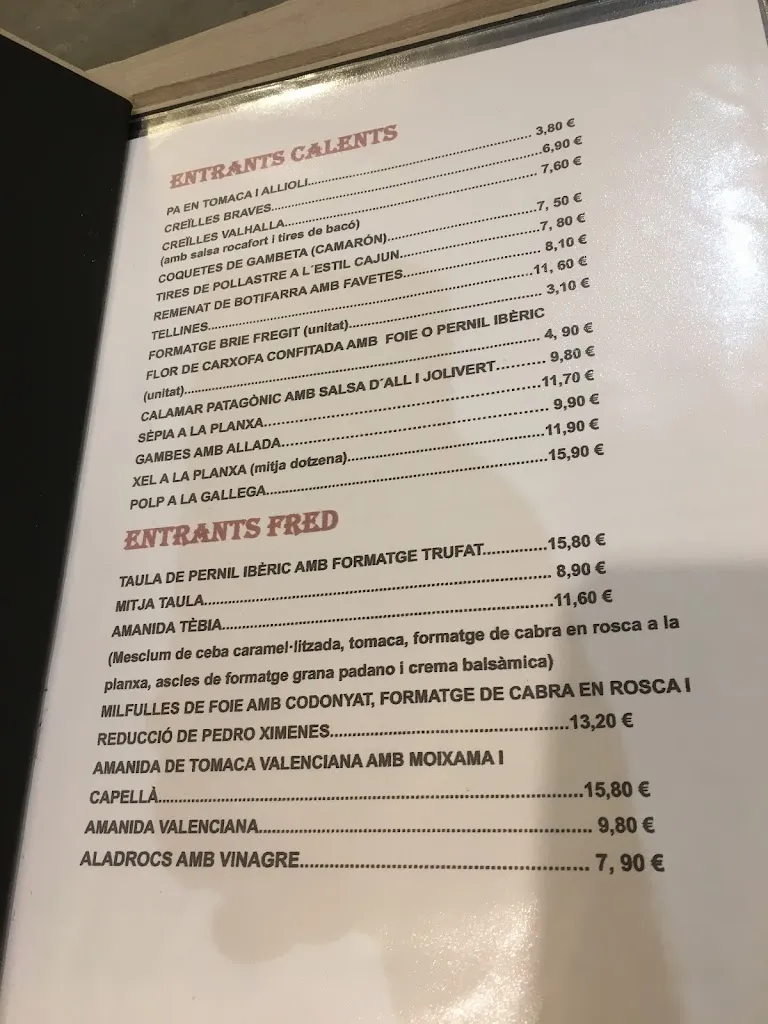 ENTRANTS CALENTS
PA EN TOMACA I ALLIOLI........ 3,80 €
CREÏLLES BRAVES........6,90 €
CREÏLLES VALHALLA........ 7,60 €
(amb salsa rocafort i tires de bacó)
COQUETES DE GAMBETA (CAMARÓN)........7, 50 €
TIRES DE POLLASTRE A L´ESTIL CAJUN........7, 80 €
REMENAT DE BOTIFARRA AMB FAVETES........ 8,10 €
TELLINES........11, 60 €
FORMATGE BRIE FREGIT (unitat)........ 3,10 €
FLOR DE CARXOFA CONFITADA AMB FOIE O PERNIL IBÈRIC
(unitat)........ 4, 90 €
CALAMAR PATAGÒNIC AMB SALSA D´ALL I JOLIVERT........ 9,80 €
SÈPIA A LA PLANXA........11,70 €
GAMBES AMB ALLADA........ 9,90 €
XEL A LA PLANXA (mitja dotzena)........11,90 €
POLP A LA GALLEGA........15,90 €
ENTRANTS FRED
TAULA DE PERNIL IBÈRIC AMB FORMATGE TRUFAT........15,80 €
MITJA TAULA........ 8,90 €
AMANIDA TÈBIA........11,60 €
(Mesclum de ceba caramel·litzada, tomaca, formatge de cabra en rosca a la
planxa, ascles de formatge grana padano i crema balsàmica)
MILFULLES DE FOIE AMB CODONYAT, FORMATGE DE CABRA EN ROSCA I
REDUCCIÓ DE PEDRO XIMENES........13,20 €
AMANIDA DE TOMACA VALENCIANA AMB MOIXAMA I
CAPELLÀ........15,80 €
AMANIDA VALENCIANA........ 9,80 €
ALADROCS AMB VINAGRE........ 7, 90 €